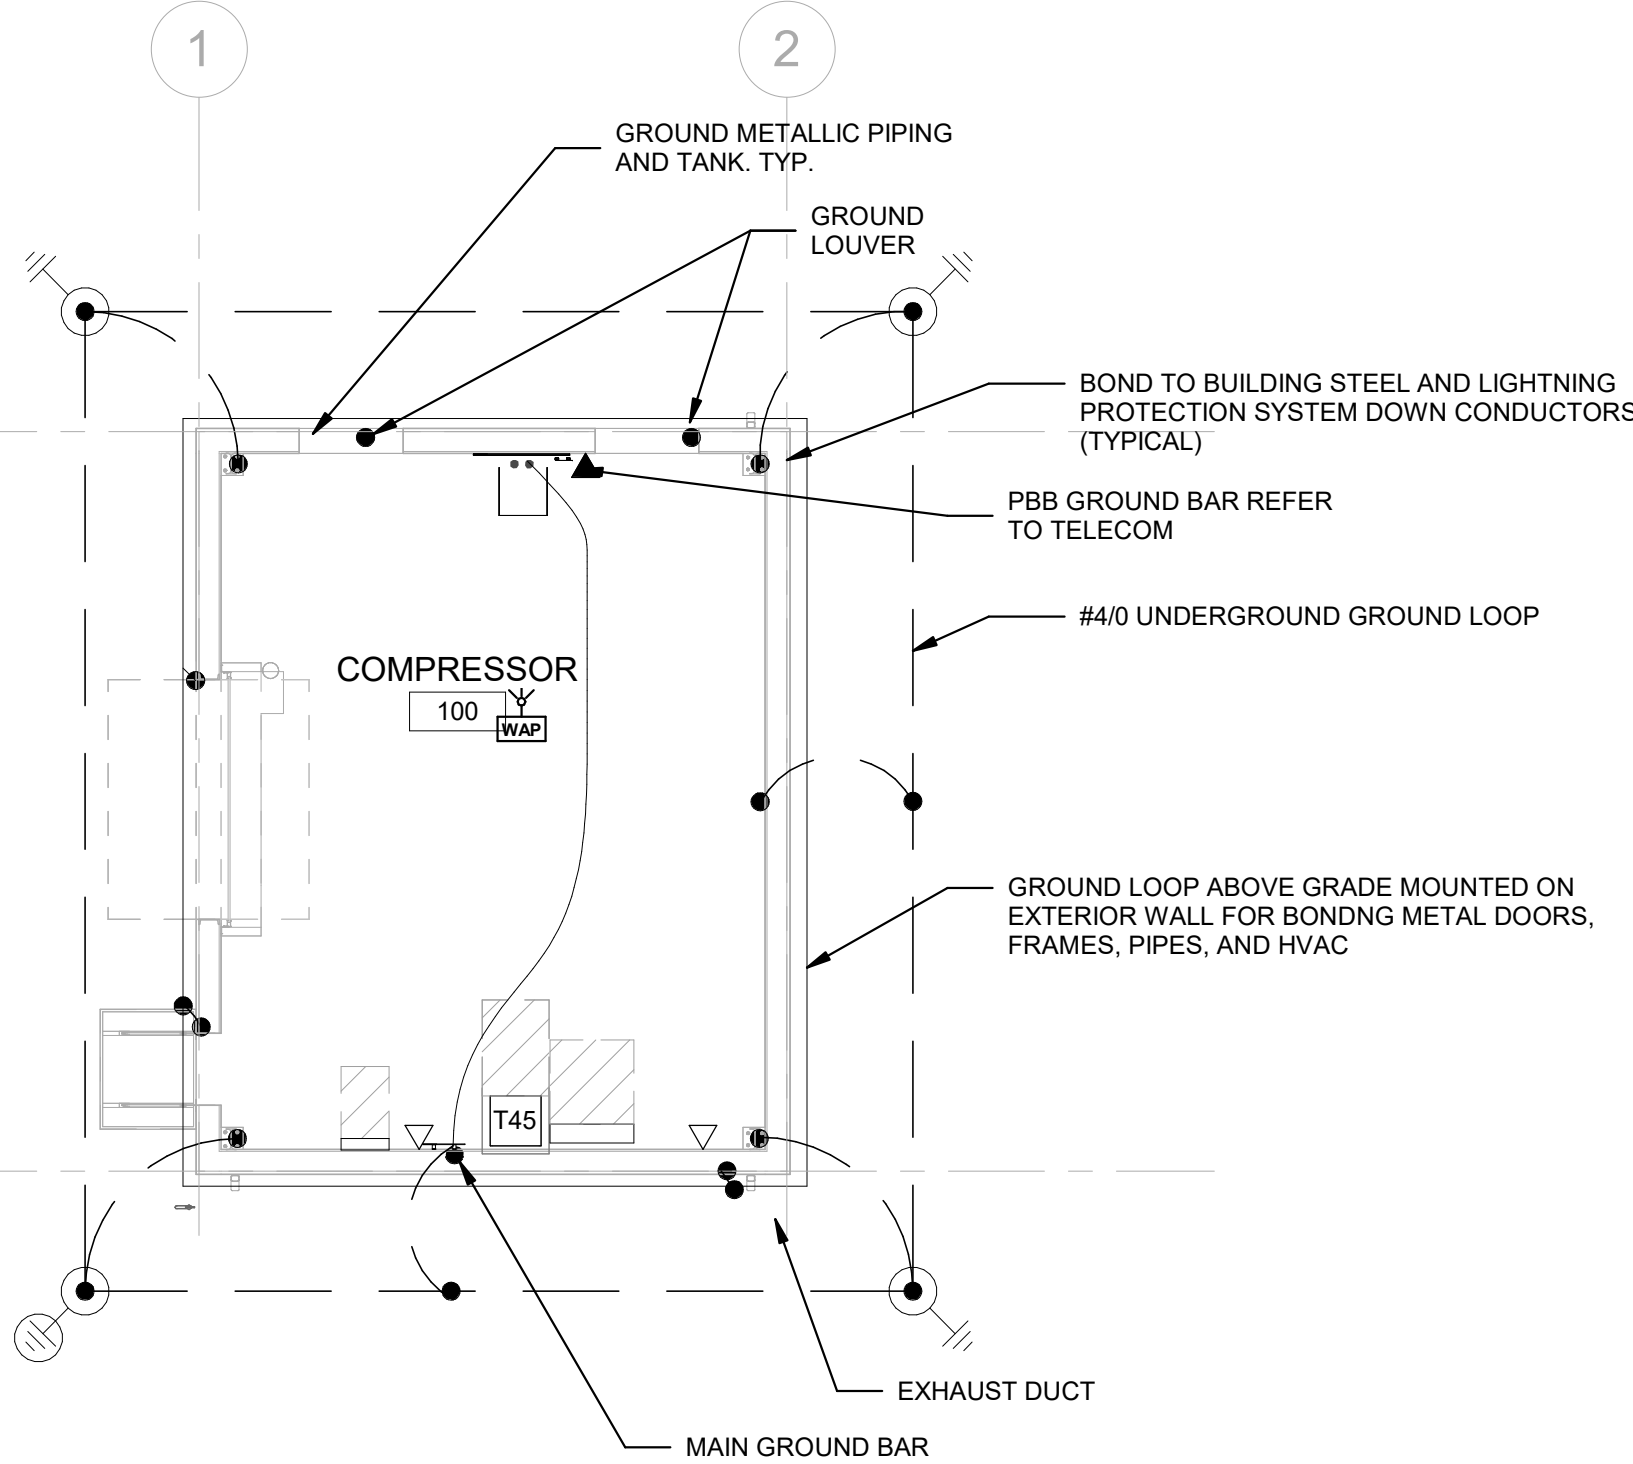 1
2
GROUND METALLIC PIPING
AND TANK. TYP.
GROUND
LOUVER
BOND TO BUILDING STEEL AND LIGHTNING
PROTECTION SYSTEM DOWN CONDUCTORS
(TYPICAL)
PBB GROUND BAR REFER
TO TELECOM
#4/0 UNDERGROUND GROUND LOOP
COMPRESSOR
100
WAP
GROUND LOOP ABOVE GRADE MOUNTED ON
EXTERIOR WALL FOR BONDNG METAL DOORS,
FRAMES, PIPES, AND HVAC
T45
EXHAUST DUCT
MAIN GROUND BAR